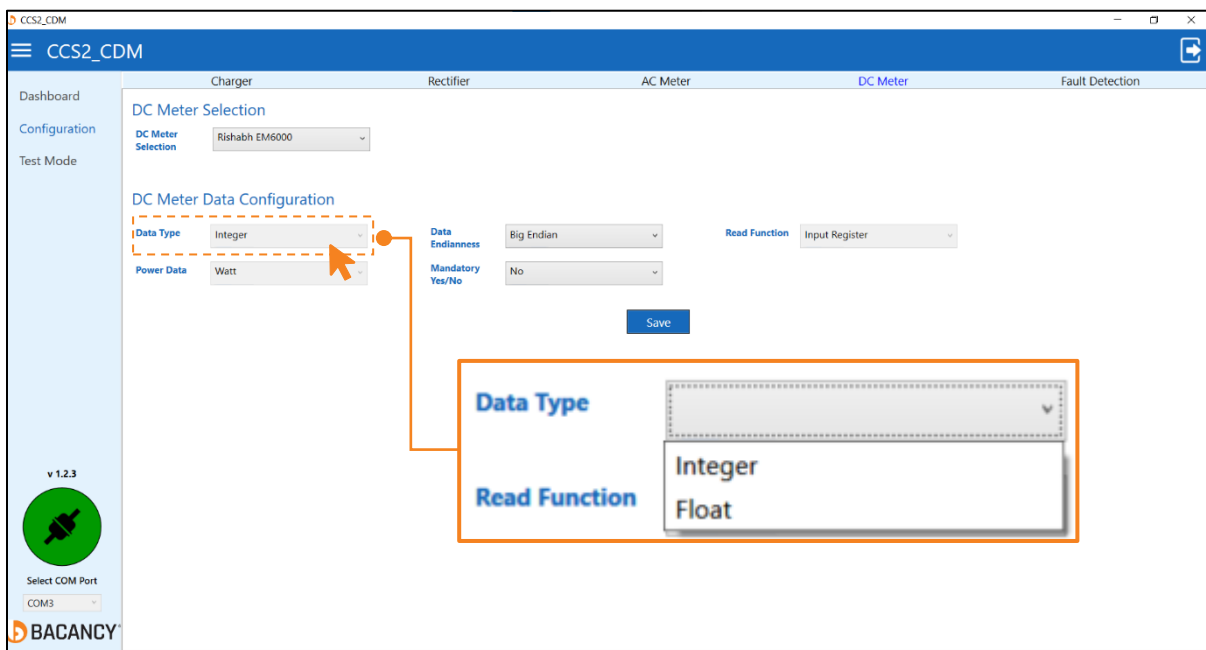 CCS2_CDM
CCS2_CDM
Charger Rectifier AC Meter DC Meter Fault Detection
Dashboard
Configuration
Test Mode
DC Meter Selection
DC Meter
Selection
Rishabh EM6000
DC Meter Data Configuration
Data Type
Integer
Data
Endianness
Big Endian
Read Function
Input Register
Power Data
Watt
Mandatory
Yes/No
No
Save
Data Type
Integer
Float
Read Function
v 1.2.3
Select COM Port
COM3
BACANCY